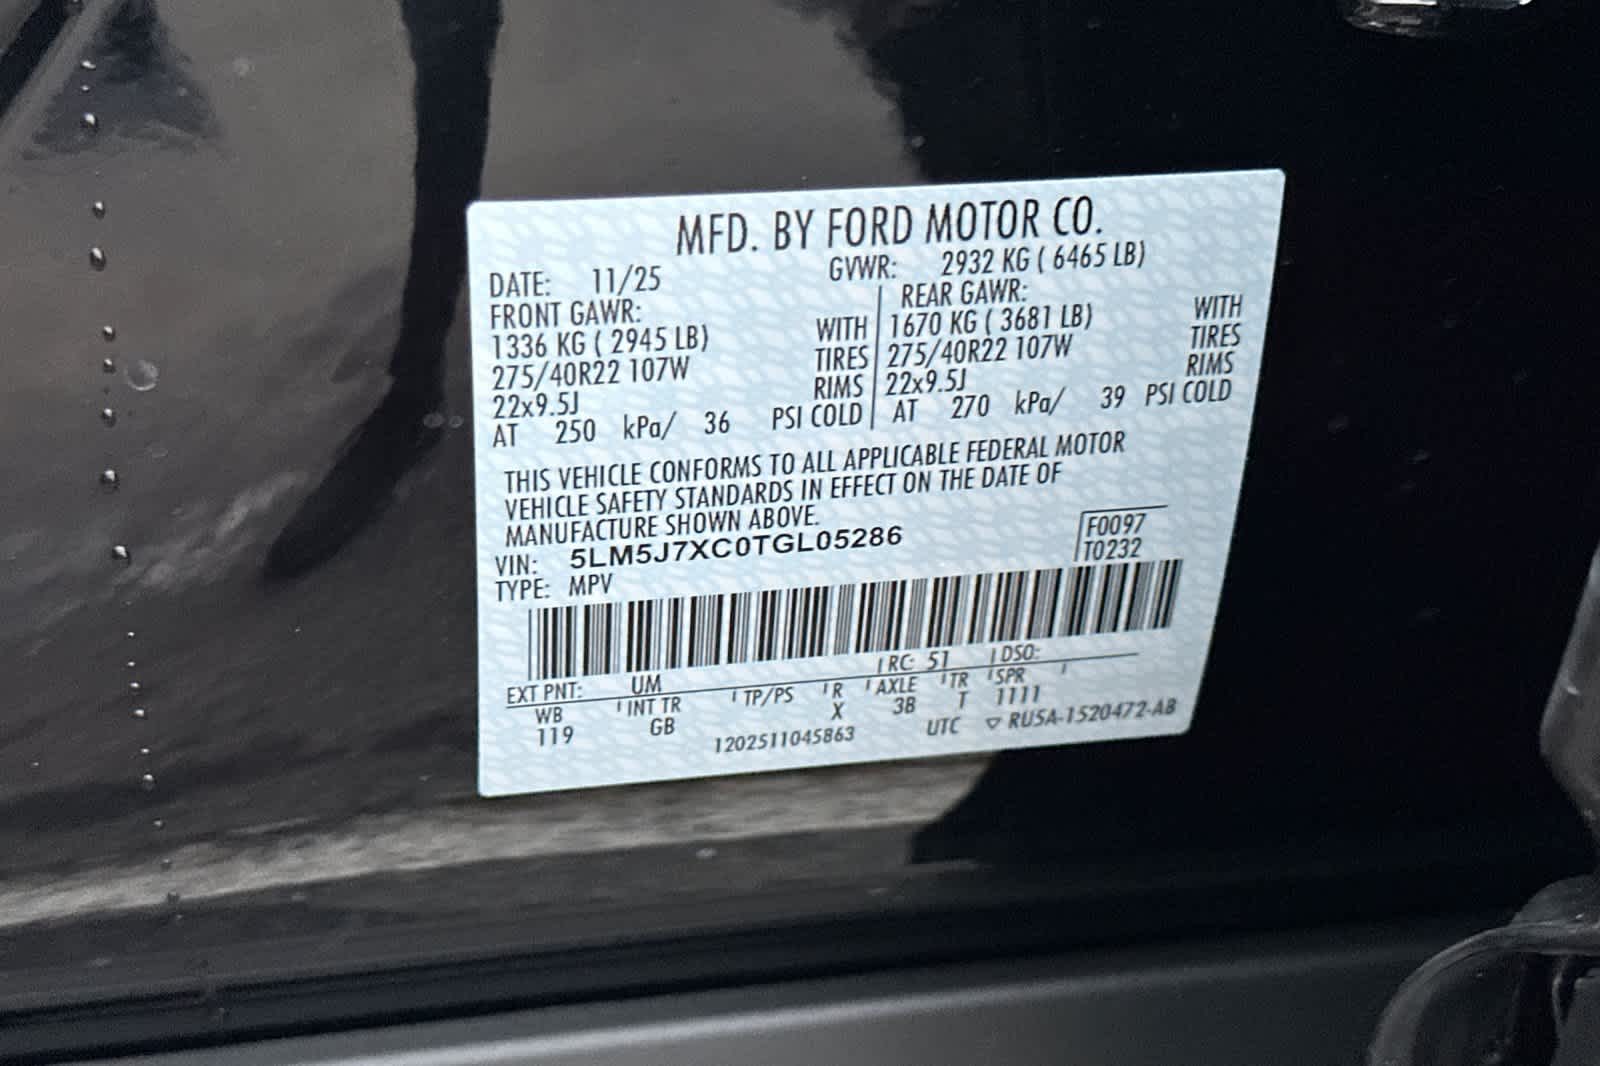 MFD. BY FORD MOTOR CO.
DATE: 11/25 GVWR: 2932 KG ( 6465 LB)
FRONT GAWR: REAR GAWR:
1336 KG ( 2945 LB) WITH 1670 KG ( 3681 LB) WITH
275/40R22 107W TIRES 275/40R22 107W TIRES
22x9.5J RIMS 22x9.5J RIMS
AT 250 kPa/ 36 PSI COLD AT 270 kPa/ 39 PSI COLD
THIS VEHICLE CONFORMS TO ALL APPLICABLE FEDERAL MOTOR
VEHICLE SAFETY STANDARDS IN EFFECT ON THE DATE OF
MANUFACTURE SHOWN ABOVE.
VIN: 5LM5J7XC0TGL05286 F0097
TYPE: MPV T0232
EXT PNT: UM RC: 51 DSO:
WB INT TR TP/PS R AXLE TR SPR
119 GB X 3B T 1111
1202511045863 UTC ▽ RU5A-1520472-AB